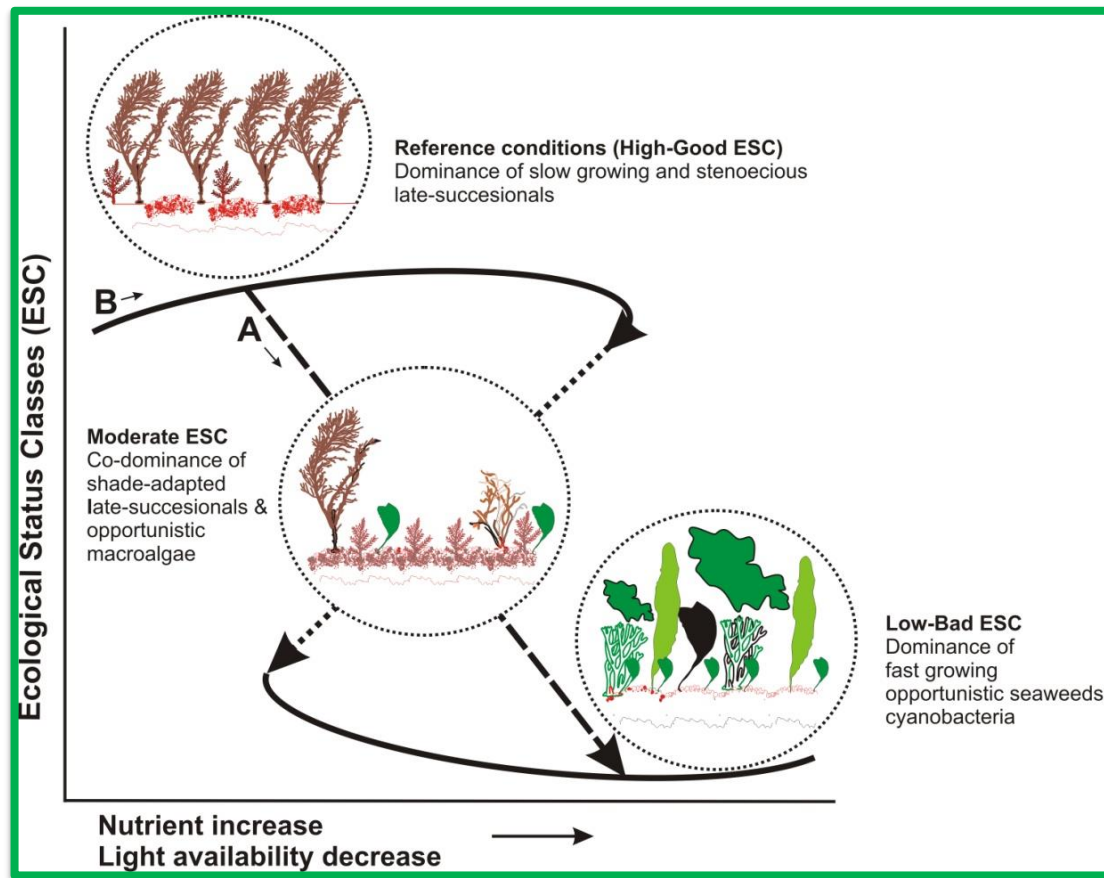 Reference conditions (High-Good ESC)
Dominance of slow growing and stenoecious
late-succesionals
B
A
Ecological Status Classes (ESC)
Moderate ESC
Co-dominance of
shade-adapted
late-succesionals &
opportunistic
macroalgae
Low-Bad ESC
Dominance of
fast growing
opportunistic seaweeds
cyanobacteria
Nutrient increase
Light availability decrease